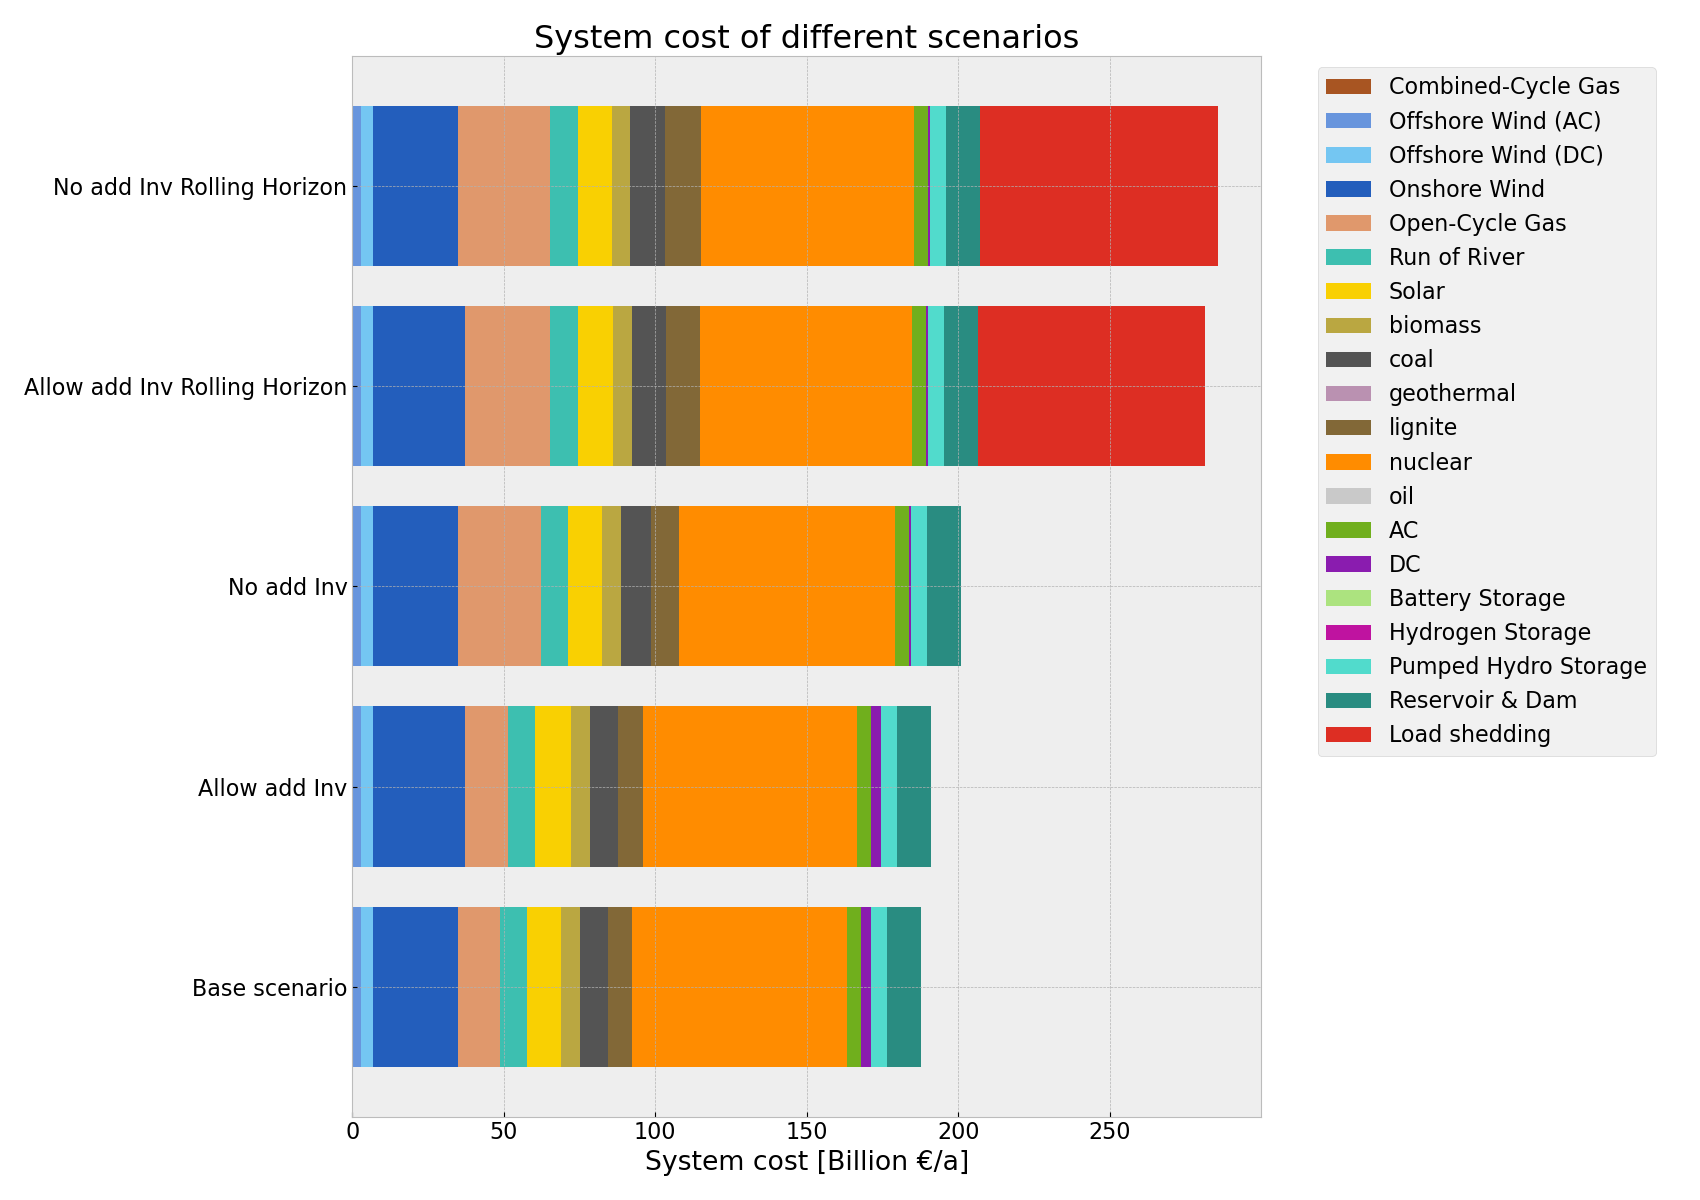 System cost of different scenarios
No add Inv Rolling Horizon
Allow add Inv Rolling Horizon
No add Inv
Allow add Inv
Base scenario
0 50 100 150 200 250
System cost [Billion €/a]
Combined-Cycle Gas
Offshore Wind (AC)
Offshore Wind (DC)
Onshore Wind
Open-Cycle Gas
Run of River
Solar
biomass
coal
geothermal
lignite
nuclear
oil
AC
DC
Battery Storage
Hydrogen Storage
Pumped Hydro Storage
Reservoir & Dam
Load shedding